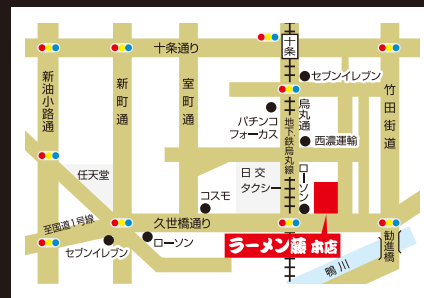 十条通り
十条
セブンイレブン
新油小路通
新町通
室町通
パチンコ
フォーカス
地下鉄烏丸線
烏丸通
西濃運輸
竹田街道
任天堂
日交
タクシー
コスモ
ローソン
至国道1号線
久世橋通り
セブンイレブン
ローソン
ラーメン藤 本店
鴨川
勧進橋